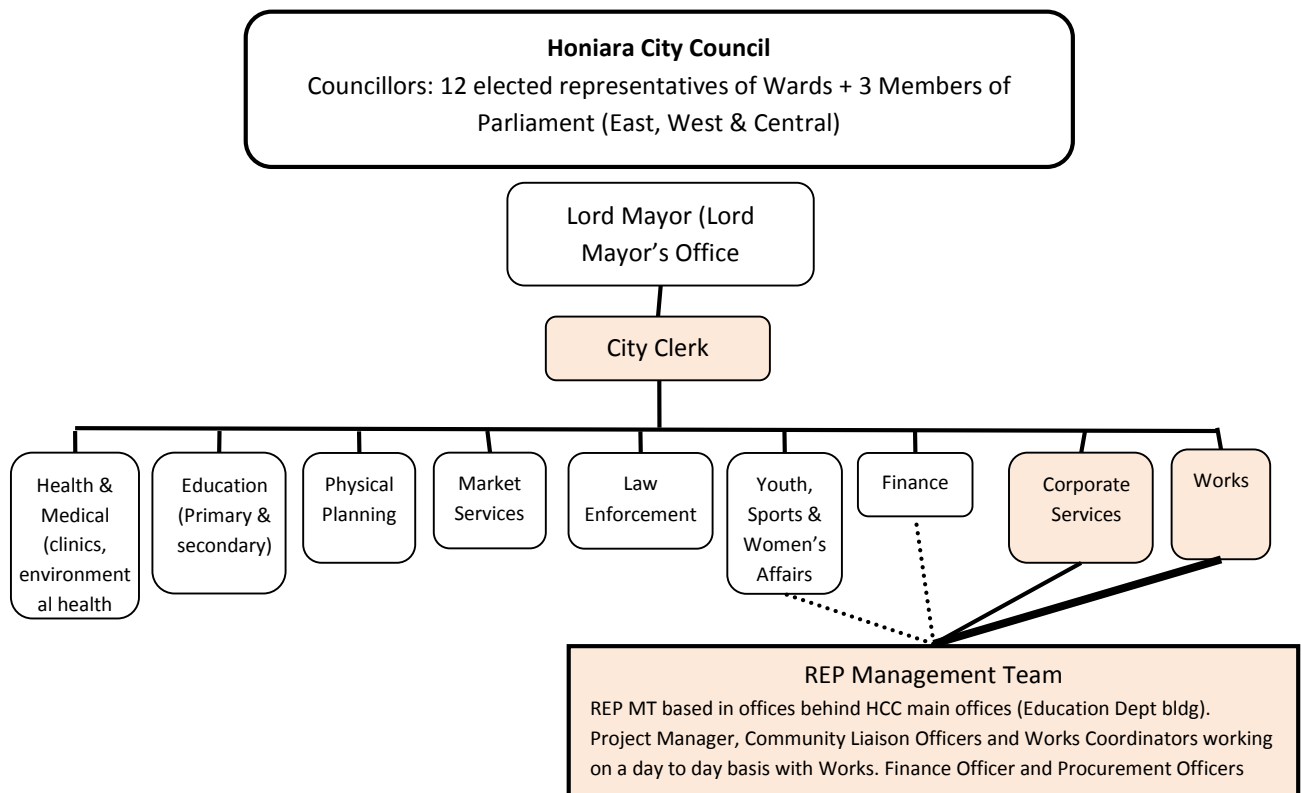 Honiara City Council
Councillors: 12 elected representatives of Wards + 3 Members of
Parliament (East, West & Central)
Lord Mayor (Lord
Mayor’s Office
City Clerk
Health &
Medical
(clinics,
environment
al health
Education
(Primary &
secondary)
Physical
Planning
Market
Services
Law
Enforcement
Youth,
Sports &
Women’s
Affairs
Finance
Corporate
Services
Works
REP Management Team
REP MT based in offices behind HCC main offices (Education Dept bldg).
Project Manager, Community Liaison Officers and Works Coordinators working
on a day to day basis with Works. Finance Officer and Procurement Officers